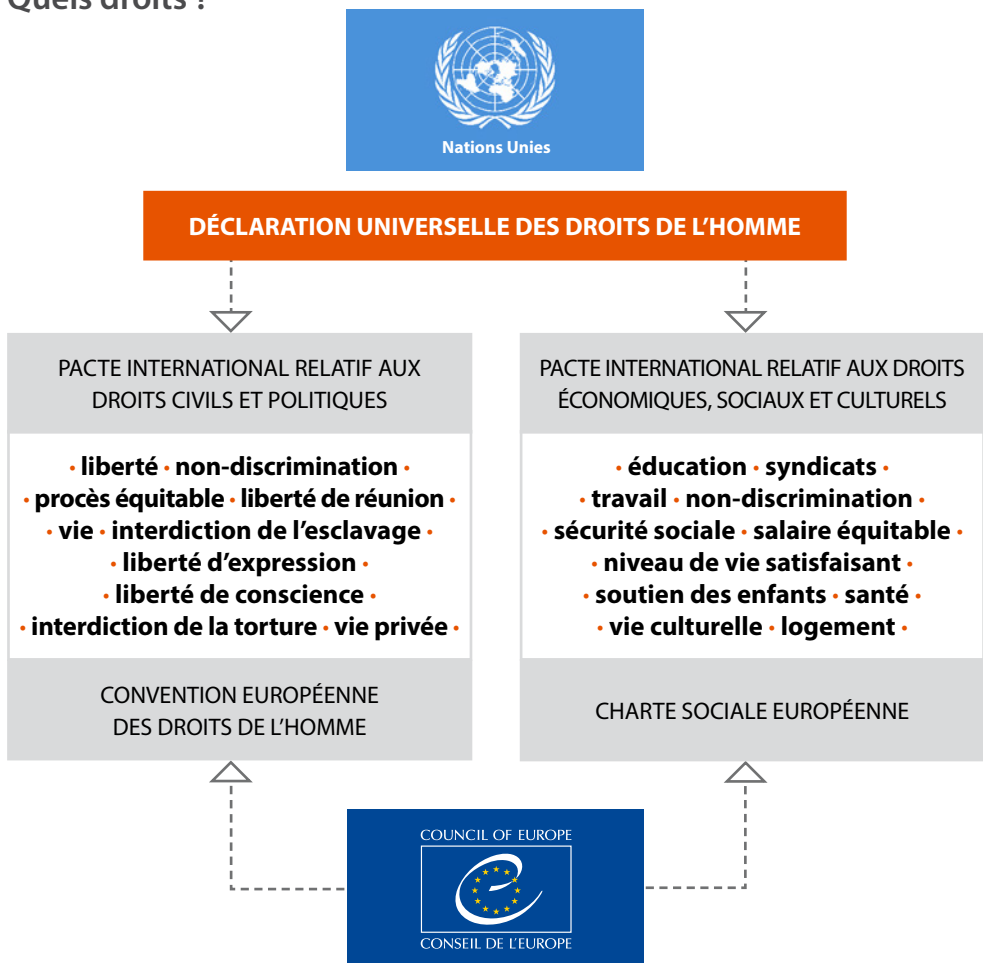 Quels droits ?
Nations Unies
DÉCLARATION UNIVERSELLE DES DROITS DE L'HOMME
PACTE INTERNATIONAL RELATIF AUX
DROITS CIVILS ET POLITIQUES
• liberté • non-discrimination •
• procès équitable • liberté de réunion •
• vie • interdiction de l'esclavage •
• liberté d'expression •
• liberté de conscience •
• interdiction de la torture • vie privée •
CONVENTION EUROPÉENNE
DES DROITS DE L'HOMME
PACTE INTERNATIONAL RELATIF AUX DROITS
ÉCONOMIQUES, SOCIAUX ET CULTURELS
• éducation • syndicats •
• travail • non-discrimination •
• sécurité sociale • salaire équitable •
• niveau de vie satisfaisant •
• soutien des enfants • santé •
• vie culturelle • logement •
CHARTE SOCIALE EUROPÉENNE
COUNCIL OF EUROPE
CONSEIL DE L'EUROPE